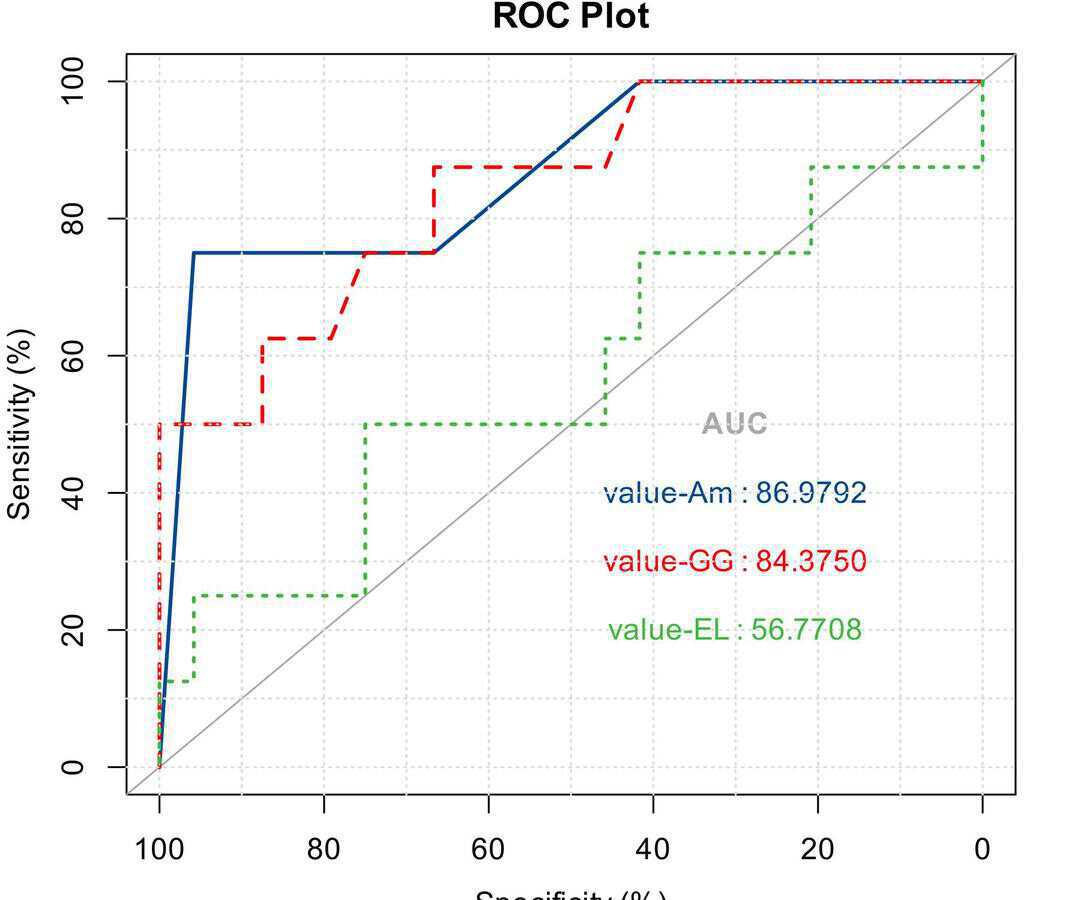 ROC Plot
100
80
60
40
20
0
Sensitivity (%)
AUC
value-Am : 86.9792
value-GG : 84.3750
value-EL : 56.7708
100 80 60 40 20 0
Specificity (%)